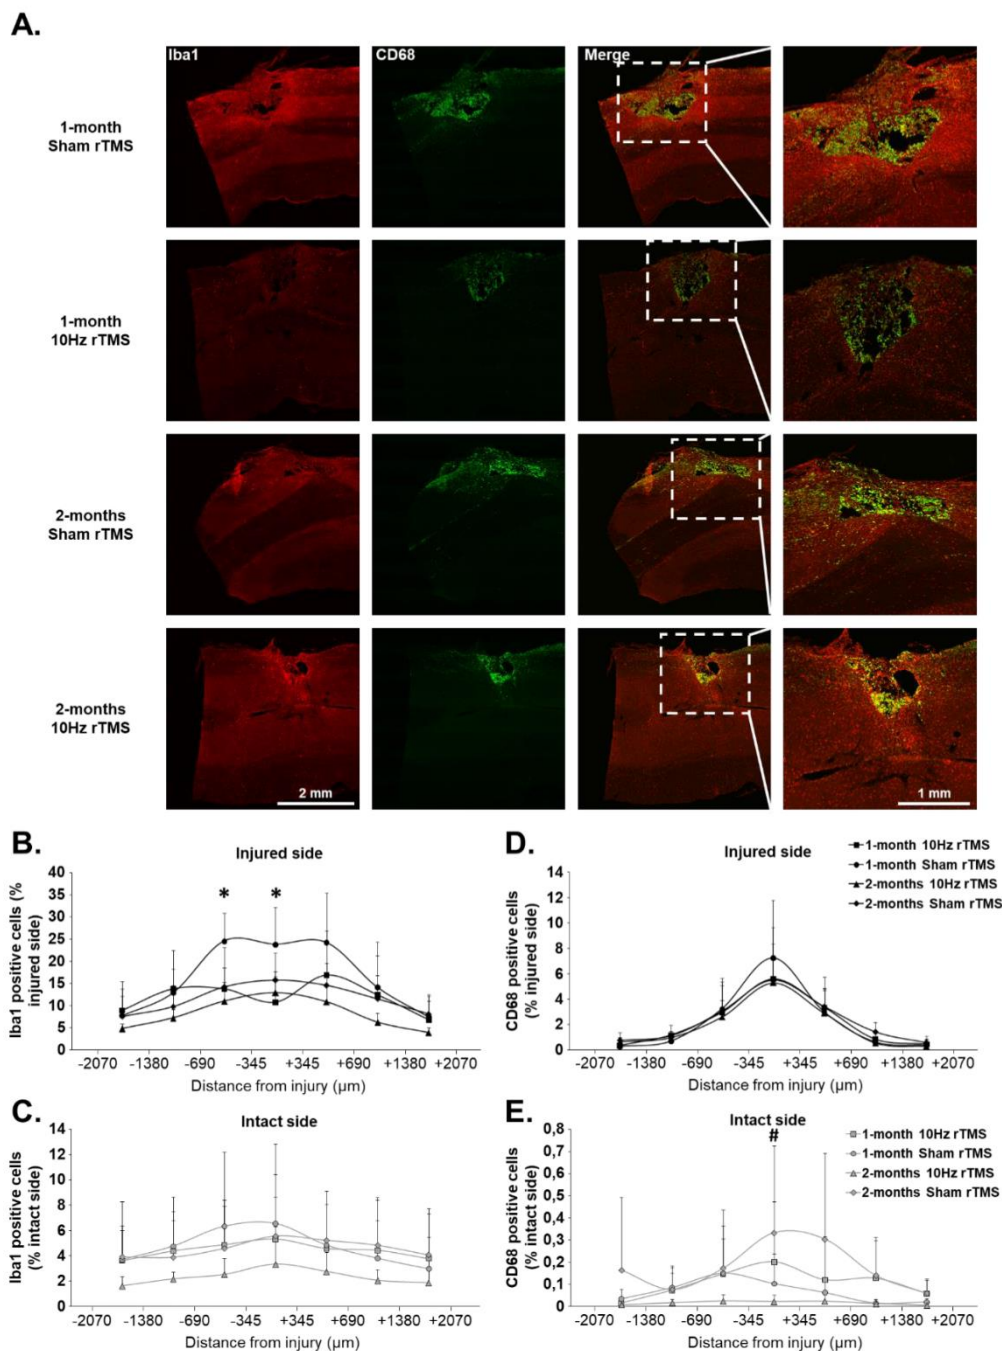 A.
Iba1 CD68 Merge
1-month
Sham rTMS
1-month
10Hz rTMS
2-months
Sham rTMS
2-months
10Hz rTMS
2 mm 1 mm
B.
Injured side
Iba1 positive cells (%
injured side)
40
35
30
25
20
15
10
5
0
* *
-2070 -1380 -690 -345 +345 +690 +1380 +2070
Distance from injury (µm)
D.
Injured side
CD68 positive cells
(% injured side)
14
12
10
8
6
4
2
0
1-month 10Hz rTMS
1-month Sham rTMS
2-months 10Hz rTMS
2-months Sham rTMS
-2070 -1380 -690 -345 +345 +690 +1380 +2070
Distance from injury (µm)
C.
Intact side
Iba1 positive cells
(% intact side)
14
12
10
8
6
4
2
0
-2070 -1380 -690 -345 +345 +690 +1380 +2070
Distance from injury (µm)
E.
Intact side
CD68 positive cells
(% intact side)
0,8
0,7
0,6
0,5
0,4
0,3
0,2
0,1
0
#
1-month 10Hz rTMS
1-month Sham rTMS
2-months 10Hz rTMS
2-months Sham rTMS
-2070 -1380 -690 -345 +345 +690 +1380 +2070
Distance from injury (µm)